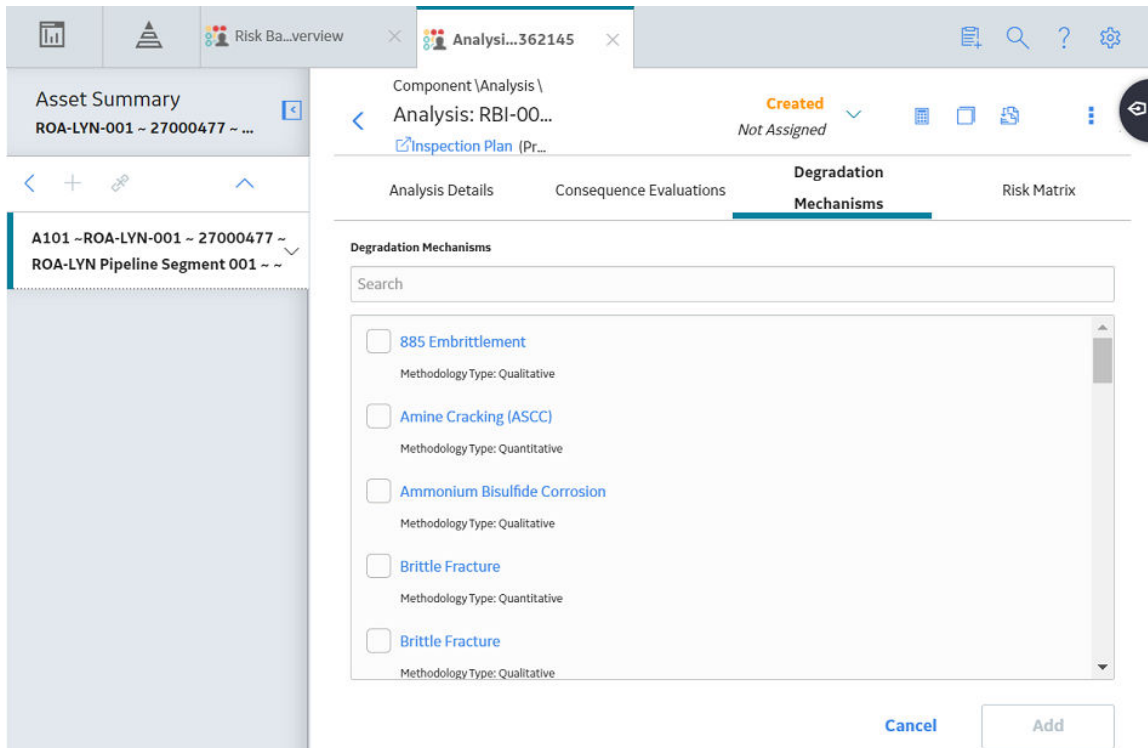 Risk Ba...verview
Analysi...362145
Asset Summary
ROA-LYN-001 ~ 27000477 ~ ...
A101 ~ROA-LYN-001 ~ 27000477 ~
ROA-LYN Pipeline Segment 001 ~ ~
Component \Analysis \
Analysis: RBI-00...
Inspection Plan (Pr...
Created
Not Assigned
Analysis Details
Consequence Evaluations
Degradation
Mechanisms
Risk Matrix
Degradation Mechanisms
Search
885 Embrittlement
Methodology Type: Qualitative
Amine Cracking (ASCC)
Methodology Type: Quantitative
Ammonium Bisulfide Corrosion
Methodology Type: Qualitative
Brittle Fracture
Methodology Type: Quantitative
Brittle Fracture
Methodology Type: Qualitative
Cancel
Add